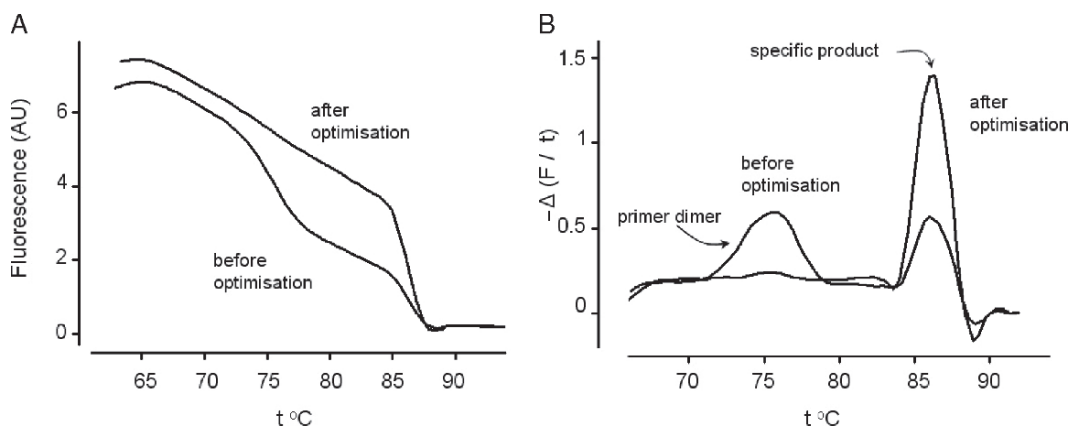 A
Fluorescence (AU)
6
4
2
0
after
optimisation
before
optimisation
65
70
75
80
85
90
t °C
B
−Δ (F / t)
1.5
1
0.5
0
specific product
after
optimisation
before
optimisation
primer dimer
70
75
80
85
90
t °C